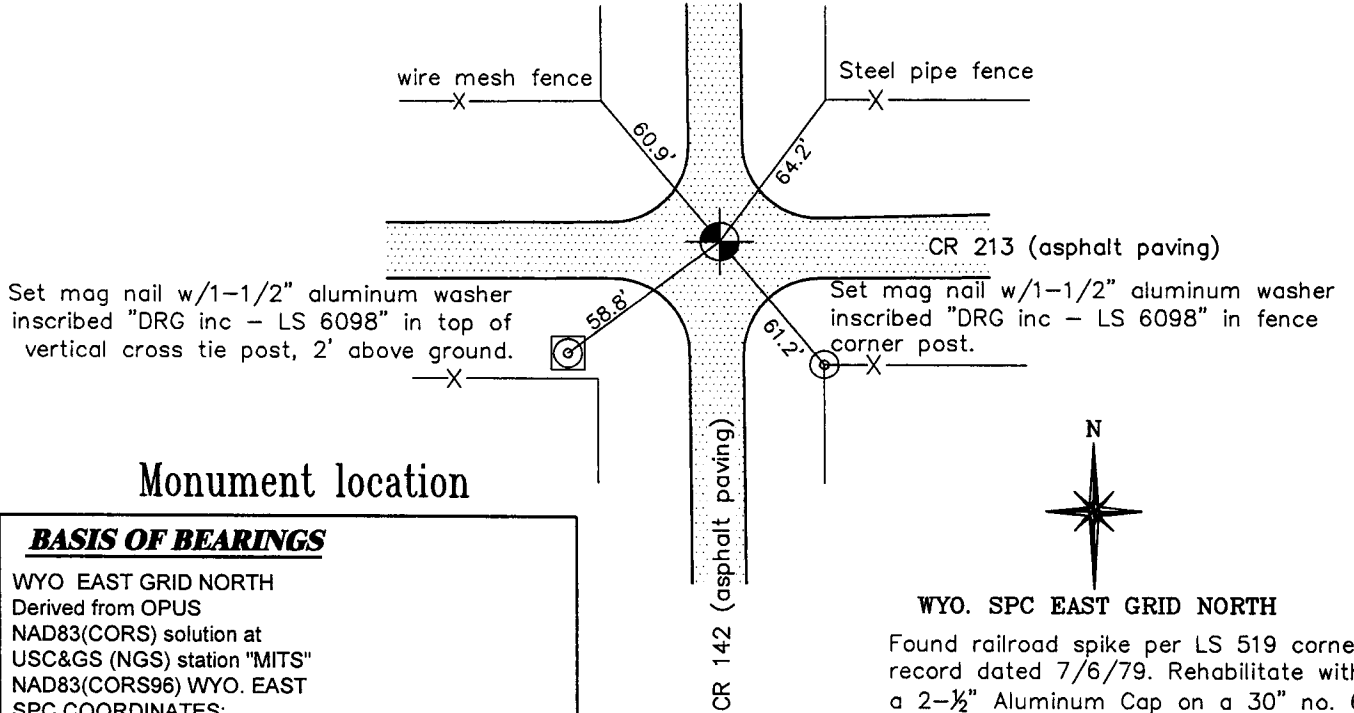 wire mesh fence
Steel pipe fence
60.9'
64.2'
CR 213 (asphalt paving)
Set mag nail w/1-1/2" aluminum washer
inscribed "DRG inc - LS 6098" in top of
vertical cross tie post, 2' above ground.
58.8'
61.2'
Set mag nail w/1-1/2" aluminum washer
inscribed "DRG inc - LS 6098" in fence
corner post.
CR 142 (asphalt paving)
Monument location
BASIS OF BEARINGS
WYO EAST GRID NORTH
Derived from OPUS
NAD83(CORS) solution at
USC&GS (NGS) station "MITS"
NAD83(CORS96) WYO. EAST
SPC COORDINATES:
N
WYO. SPC EAST GRID NORTH
Found railroad spike per LS 519 corne
record dated 7/6/79. Rehabilitate with
a 2-½" Aluminum Cap on a 30" no. 6